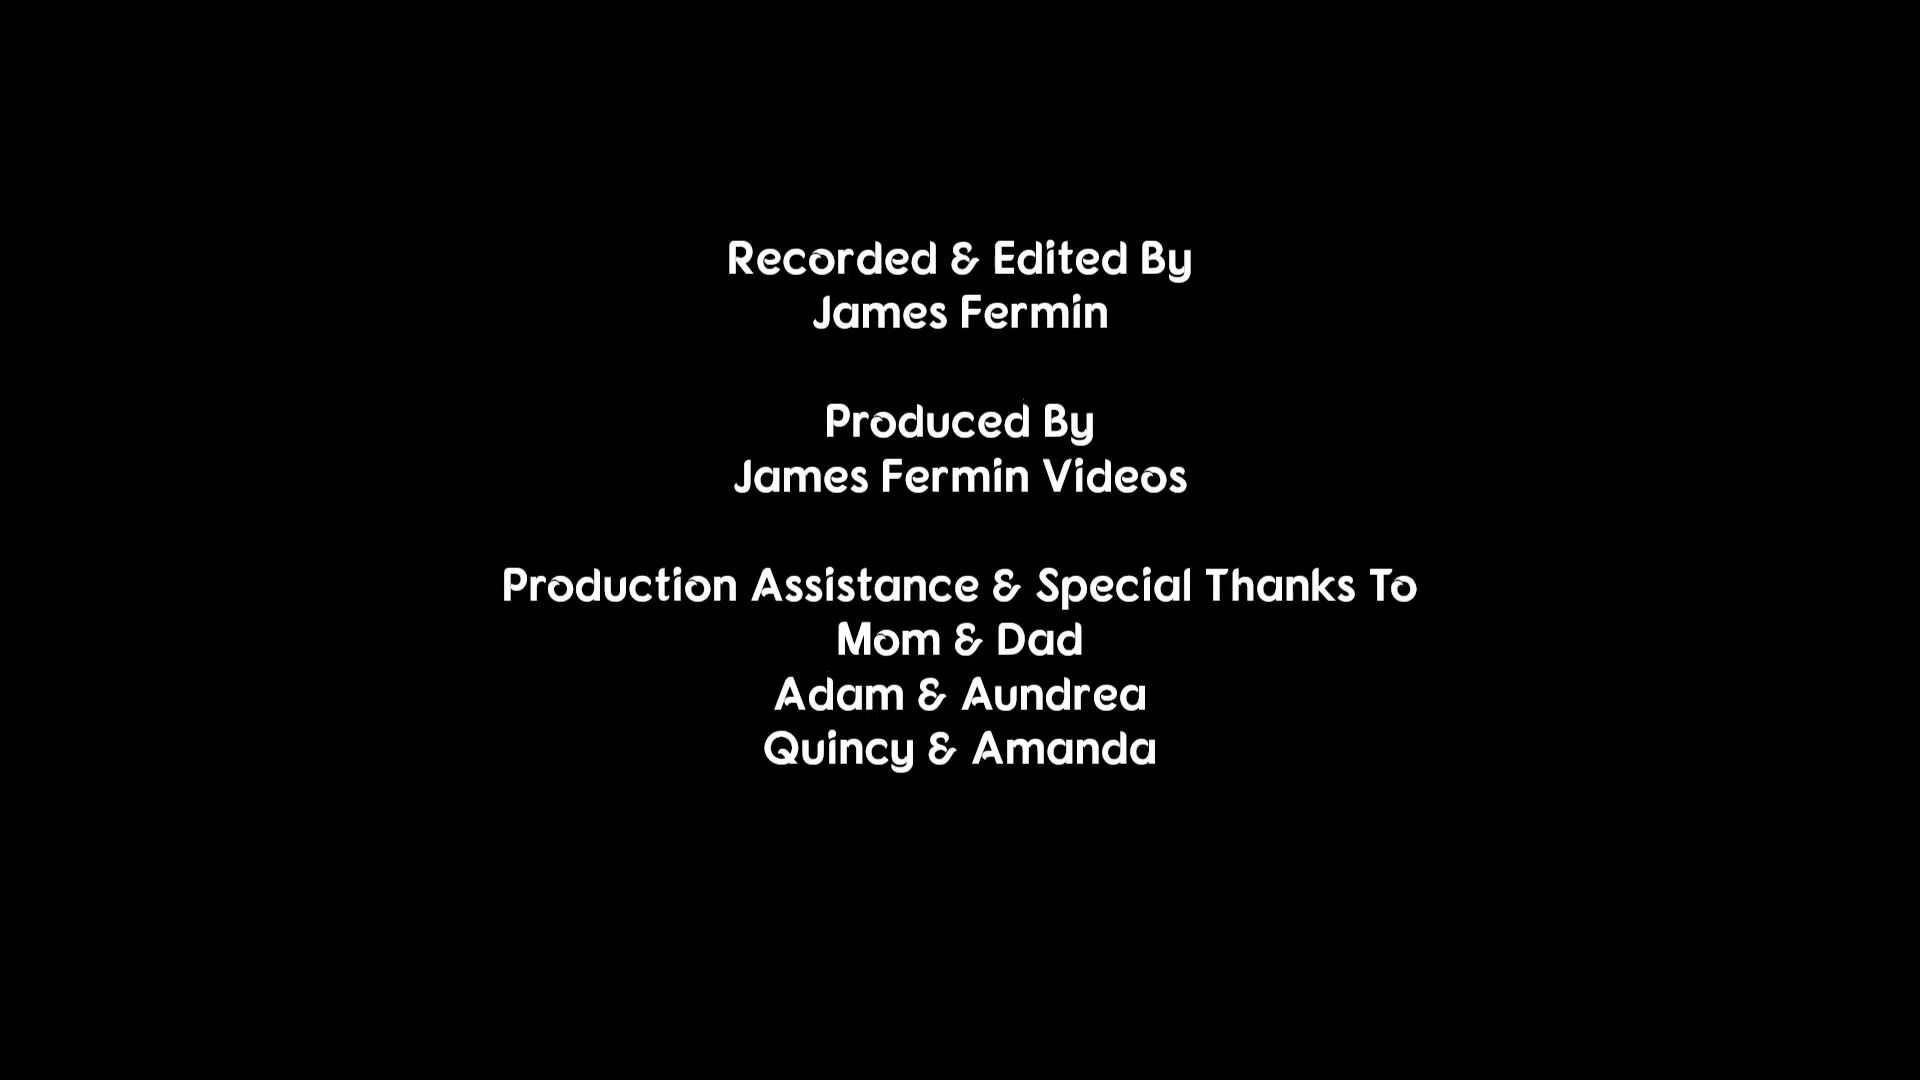 Recorded & Edited By
James Fermin
Produced By
James Fermin Videos
Production Assistance & Special Thanks To
Mom & Dad
Adam & Aundrea
Quincy & Amanda